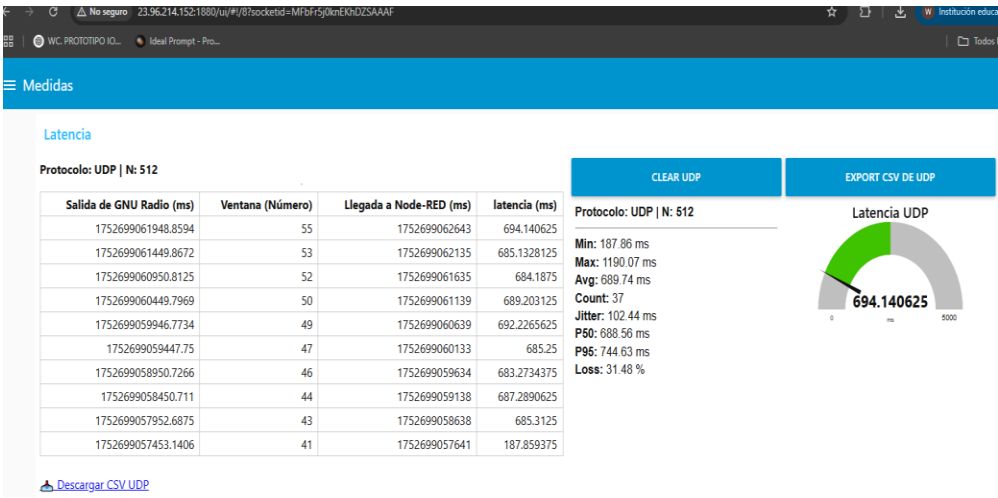 No seguro 23.96.214.152:1880/ui/#!/8?socketid=MFbFrSj0knEKhDZSAAAF
W Institución educa
WC. PROTOTIPO IO... Ideal Prompt - Pro... Todos
Medidas
Latencia
Protocolo: UDP | N: 512
Salida de GNU Radio (ms) Ventana (Número) Llegada a Node-RED (ms) latencia (ms)
1752699061948.8594 55 1752699062643 694.140625
1752699061449.8672 53 1752699062135 685.1328125
1752699060950.8125 52 1752699061635 684.1875
1752699060449.7969 50 1752699061139 689.203125
1752699059946.7734 49 1752699060639 692.2265625
1752699059447.75 47 1752699060133 685.25
1752699058950.7266 46 1752699059634 683.2734375
1752699058450.711 44 1752699059138 687.2890625
1752699057952.6875 43 1752699058638 685.3125
1752699057453.1406 41 1752699057641 187.859375
Descargar CSV UDP
CLEAR UDP
Protocolo: UDP | N: 512
Min: 187.86 ms
Max: 1190.07 ms
Avg: 689.74 ms
Count: 37
Jitter: 102.44 ms
P50: 688.56 ms
P95: 744.63 ms
Loss: 31.48 %
EXPORT CSV DE UDP
Latencia UDP
694.140625
0 ms 5000